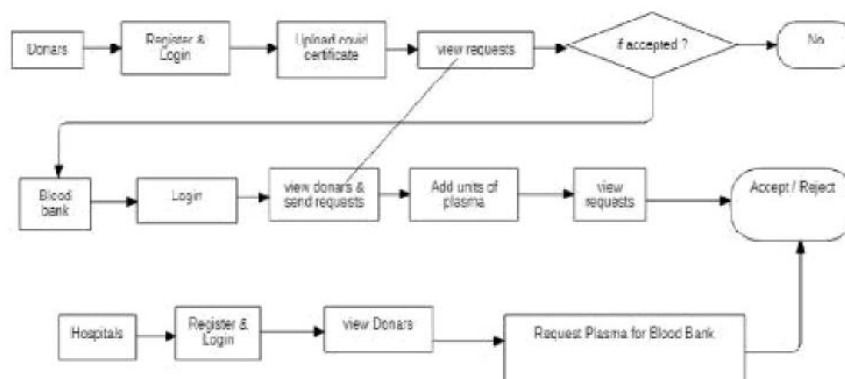 Donars
Register &
Login
Upload covid
certificate
view requests
if accepted ?
No
Blood
bank
Login
view donars &
send requests
Add units of
plasma
view
requests
Accept / Reject
Hospitals
Register &
Login
view Donars
Request Plasma for Blood Bank